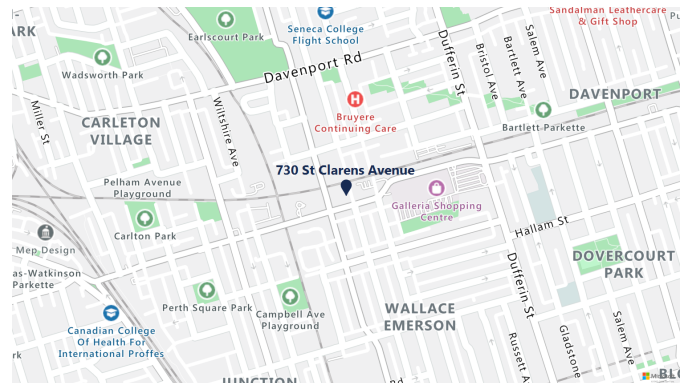 Sandalman Leathercare
& Gift Shop
Earlscourt Park
Seneca College
Flight School
ARK
Wadsworth Park
Davenport Rd
Dufferin St
Bristol Ave
Bartlett Ave
Salem Ave
DAVENPORT
Miller St
CARLETON
VILLAGE
Wiltshire Ave
Bruyere
Continuing Care
Bartlett Parkette
730 St Clarens Avenue
Pelham Avenue
Playground
Galleria Shopping
Centre
Carlton Park
Mep Design
Hallam St
as-Watkinson
Parkette
DOVERCOURT
PARK
Dufferin St
Perth Square Park
Campbell Ave
Playground
WALLACE
EMERSON
Canadian College
Of Health For
International Proffes
Russett A
Gladstone
Salem Ave
JUNCTION
Rd
BLO